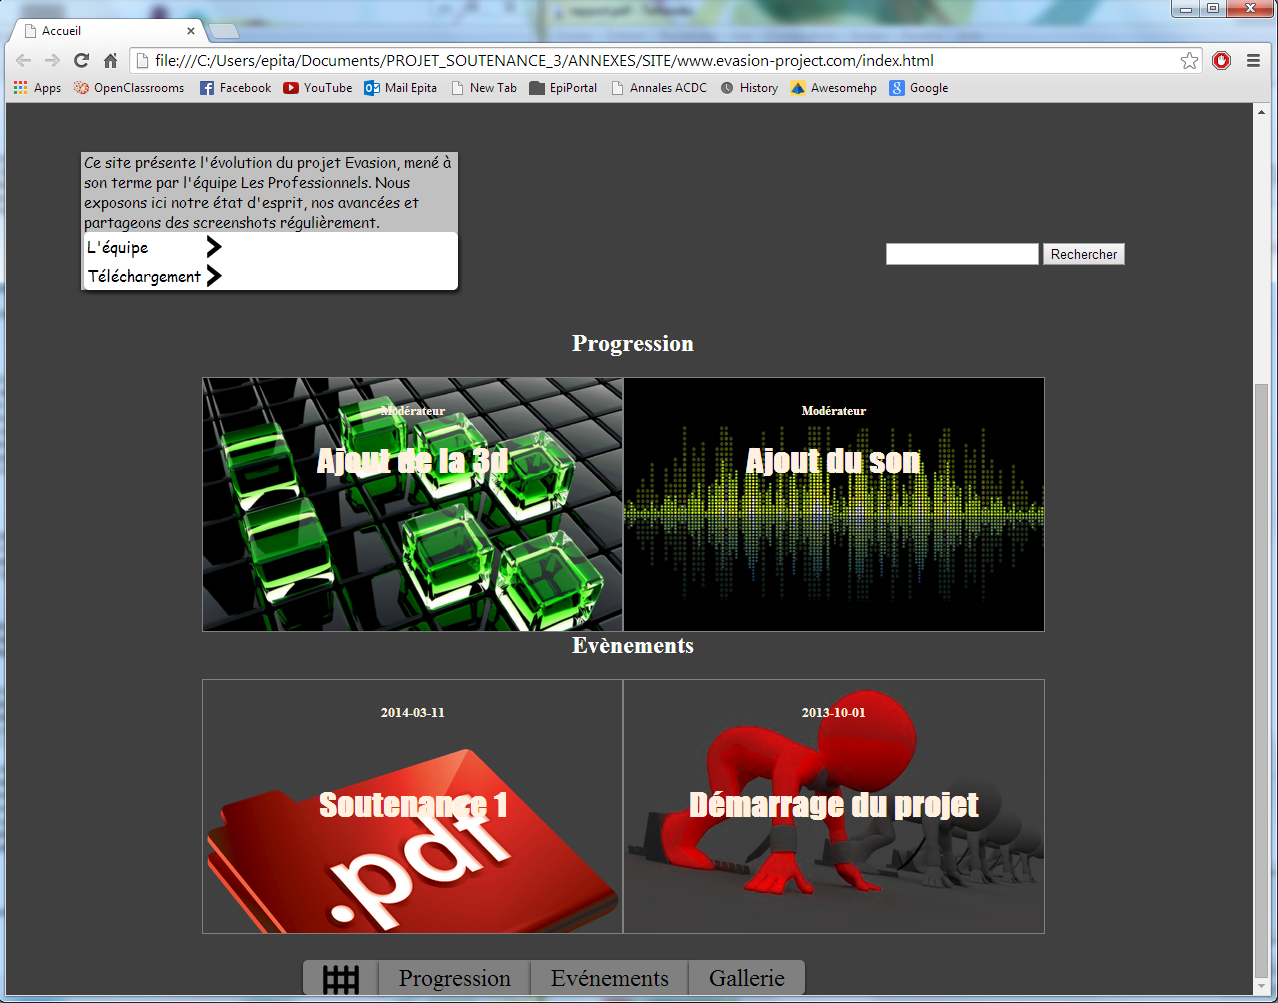 Accueil
file:///C:/Users/epita/Documents/PROJET_SOUTENANCE_3/ANNEXES/SITE/www.evasion-project.com/index.html
Apps OpenClassrooms Facebook YouTube Mail Epita New Tab EpiPortal Annales ACDC History Awesomehp Google
Ce site présente l'évolution du projet Evasion, mené à
son terme par l'équipe Les Professionnels. Nous
exposons ici notre état d'esprit, nos avancées et
partageons des screenshots régulièrement.
L'équipe
Téléchargement
Rechercher
Progression
Modérateur
Ajout de la 3d
Modérateur
Ajout du son
Evènements
2014-03-11
Soutenance 1
.pdf
2013-10-01
Démarrage du projet
Progression Evénements Gallerie